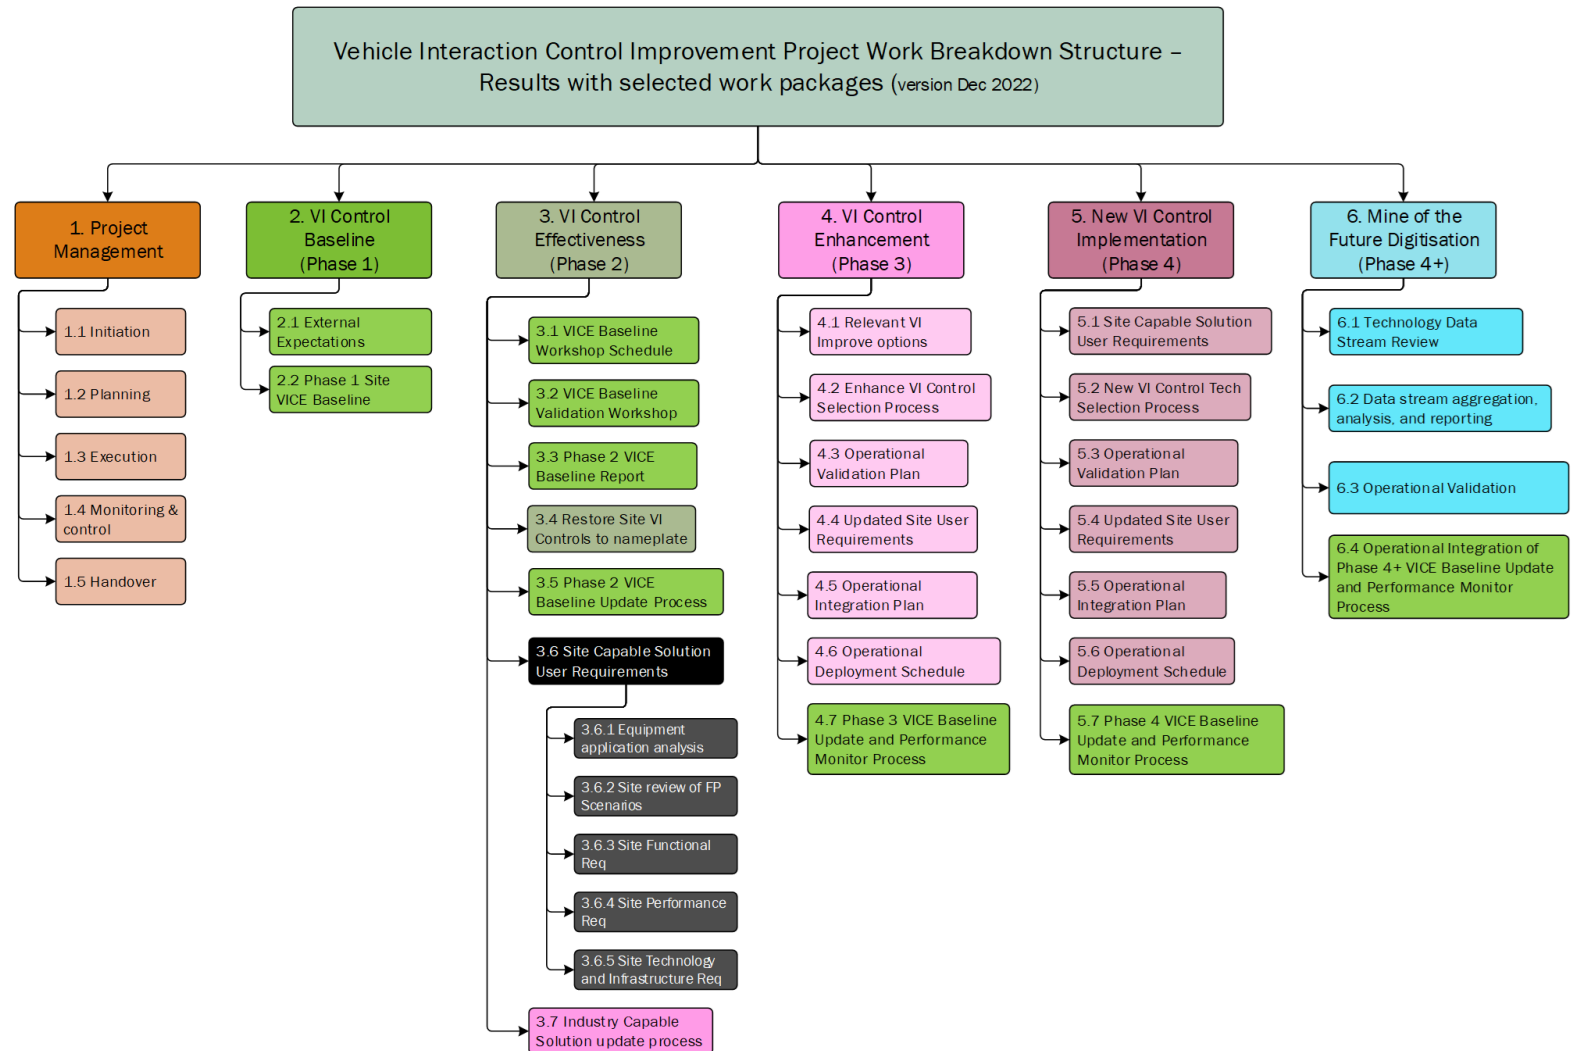 Vehicle Interaction Control Improvement Project Work Breakdown Structure –
Results with selected work packages (version Dec 2022)
1. Project
Management
1.1 Initiation
1.2 Planning
1.3 Execution
1.4 Monitoring &
control
1.5 Handover
2. VI Control
Baseline
(Phase 1)
2.1 External
Expectations
2.2 Phase 1 Site
VICE Baseline
3. VI Control
Effectiveness
(Phase 2)
3.1 VICE Baseline
Workshop Schedule
3.2 VICE Baseline
Validation Workshop
3.3 Phase 2 VICE
Baseline Report
3.4 Restore Site VI
Controls to nameplate
3.5 Phase 2 VICE
Baseline Update Process
3.6 Site Capable Solution
User Requirements
3.6.1 Equipment
application analysis
3.6.2 Site review of FP
Scenarios
3.6.3 Site Functional
Req
3.6.4 Site Performance
Req
3.6.5 Site Technology
and Infrastructure Req
3.7 Industry Capable
Solution update process
4. VI Control
Enhancement
(Phase 3)
4.1 Relevant VI
Improve options
4.2 Enhance VI Control
Selection Process
4.3 Operational
Validation Plan
4.4 Updated Site User
Requirements
4.5 Operational
Integration Plan
4.6 Operational
Deployment Schedule
4.7 Phase 3 VICE Baseline
Update and Performance
Monitor Process
5. New VI Control
Implementation
(Phase 4)
5.1 Site Capable Solution
User Requirements
5.2 New VI Control Tech
Selection Process
5.3 Operational
Validation Plan
5.4 Updated Site User
Requirements
5.5 Operational
Integration Plan
5.6 Operational
Deployment Schedule
5.7 Phase 4 VICE Baseline
Update and Performance
Monitor Process
6. Mine of the
Future Digitisation
(Phase 4+)
6.1 Technology Data
Stream Review
6.2 Data stream aggregation,
analysis, and reporting
6.3 Operational Validation
6.4 Operational Integration of
Phase 4+ VICE Baseline Update
and Performance Monitor
Process